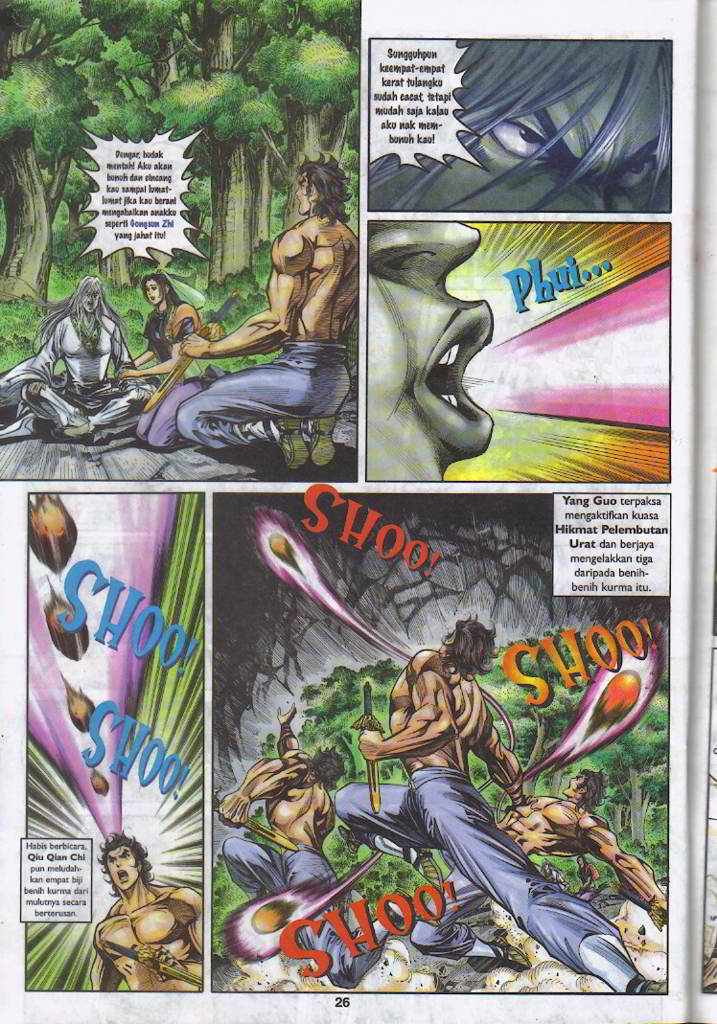 Dengar, budak
mentah! Aku akan
bunuh dan cincang
kau sampai lumat-
lumat jika kau berani
mengabaikan anakku
seperti Gongsun Zhi
yang jahat itu!
Sungguhpun
keempat-empat
kerat tulangku
sudah cacat, tetapi
mudah saja kalau
aku nak mem-
bunuh kau!
Phui...
SHOO!
SHOO!
Habis berbicara,
Qiu Qian Chi
pun meludah-
kan empat biji
benih kurma dari
mulutnya secara
berterusan.
SHOO!
Yang Guo terpaksa
mengaktifkan kuasa
Hikmat Pelembutan
Urat dan berjaya
mengelakkan tiga
daripada benih-
benih kurma itu.
SHOO!
SHOO!
26